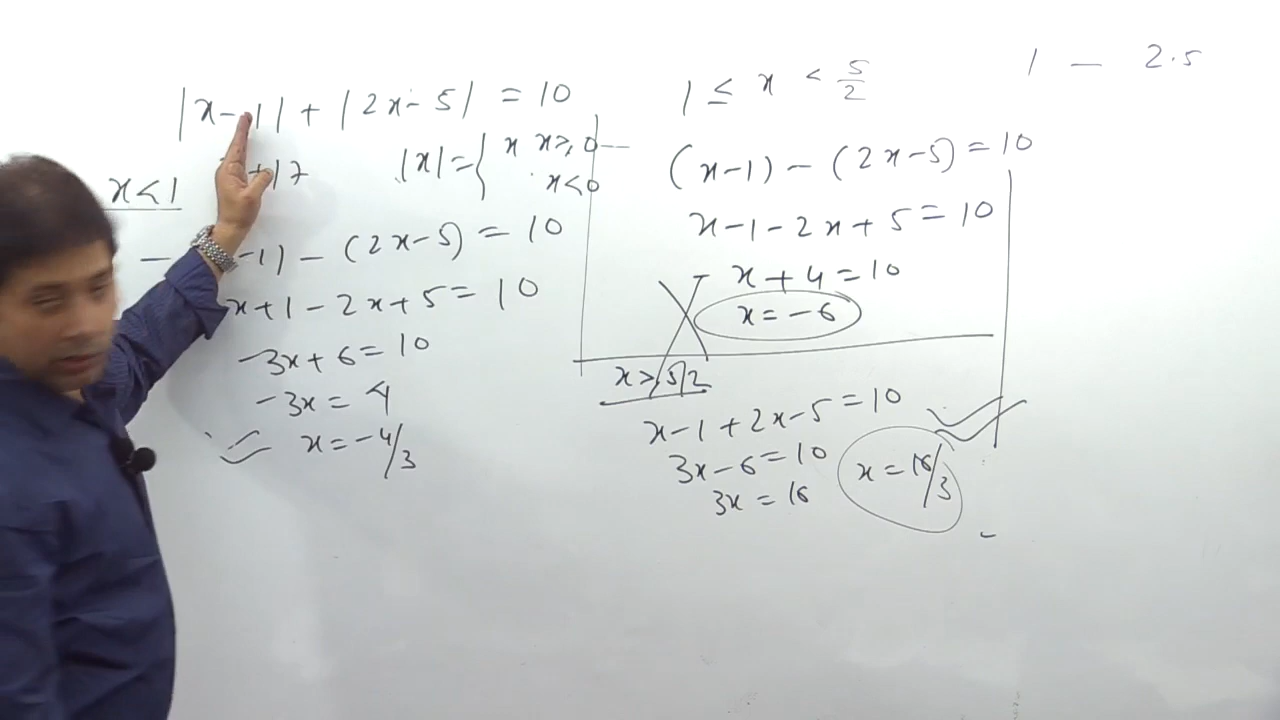 |x-1| + |2x-5| = 10
+17
|x| = { x x≥0
x<0
x<1
- -1) - (2x-5) = 10
x+1-2x+5 = 10
-3x+6 = 10
-3x = 4
x = -4/3
1 ≤ x < 5/2
1 — 2.5
(x-1) - (2x-5) = 10
x-1-2x+5 = 10
x+4 = 10
x = -6
x≥5/2
x-1+2x-5 = 10
3x-6 = 10
3x = 16
x = 16/3